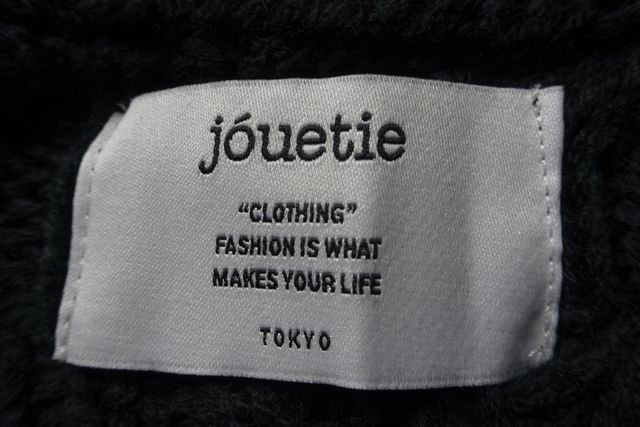 jóuetie
“CLOTHING”
FASHION IS WHAT
MAKES YOUR LIFE
TOKYO